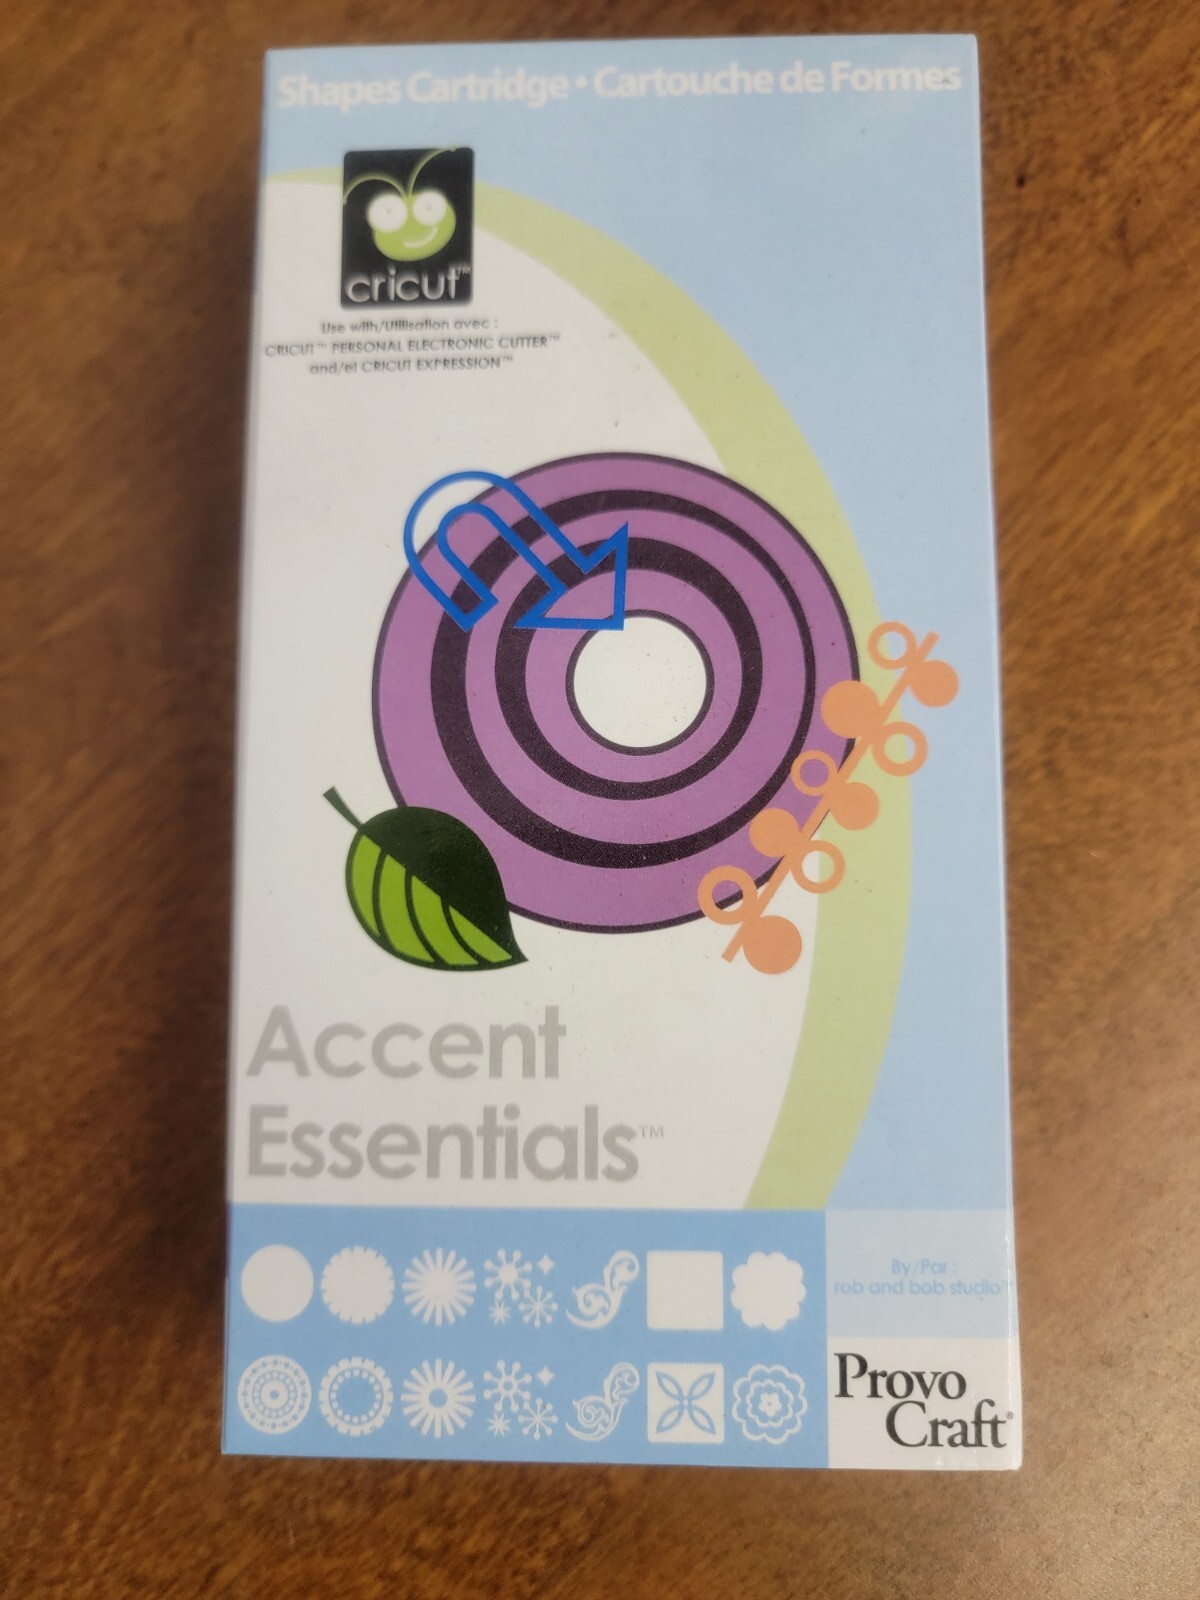 Shapes Cartridge • Cartouche de Formes
cricut™
Use with/Utilisation avec :
CRICUT™ PERSONAL ELECTRONIC CUTTER™
and/et CRICUT EXPRESSION™
Accent
Essentials™
By/Par :
rob and bob studio™
Provo
Craft®